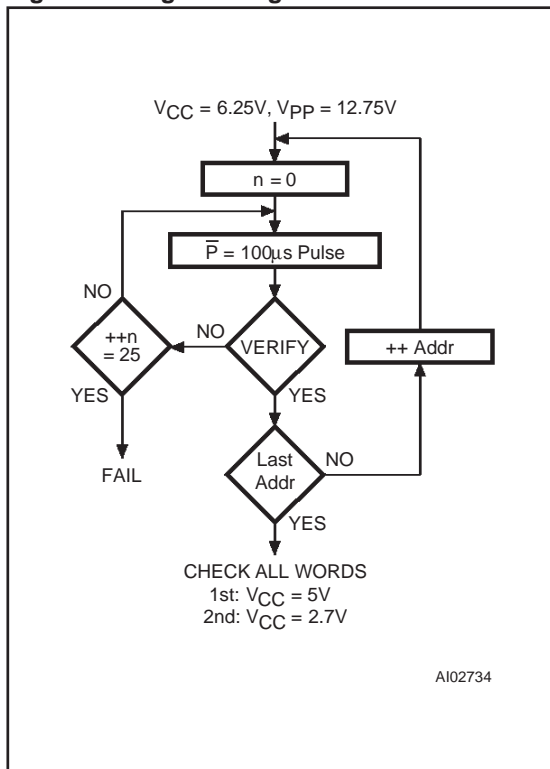 VCC = 6.25V, VPP = 12.75V
n = 0
P̅ = 100µs Pulse
NO
++n
= 25
NO
VERIFY
++ Addr
YES
YES
FAIL
Last
Addr
NO
YES
CHECK ALL WORDS
1st: VCC = 5V
2nd: VCC = 2.7V
AI02734